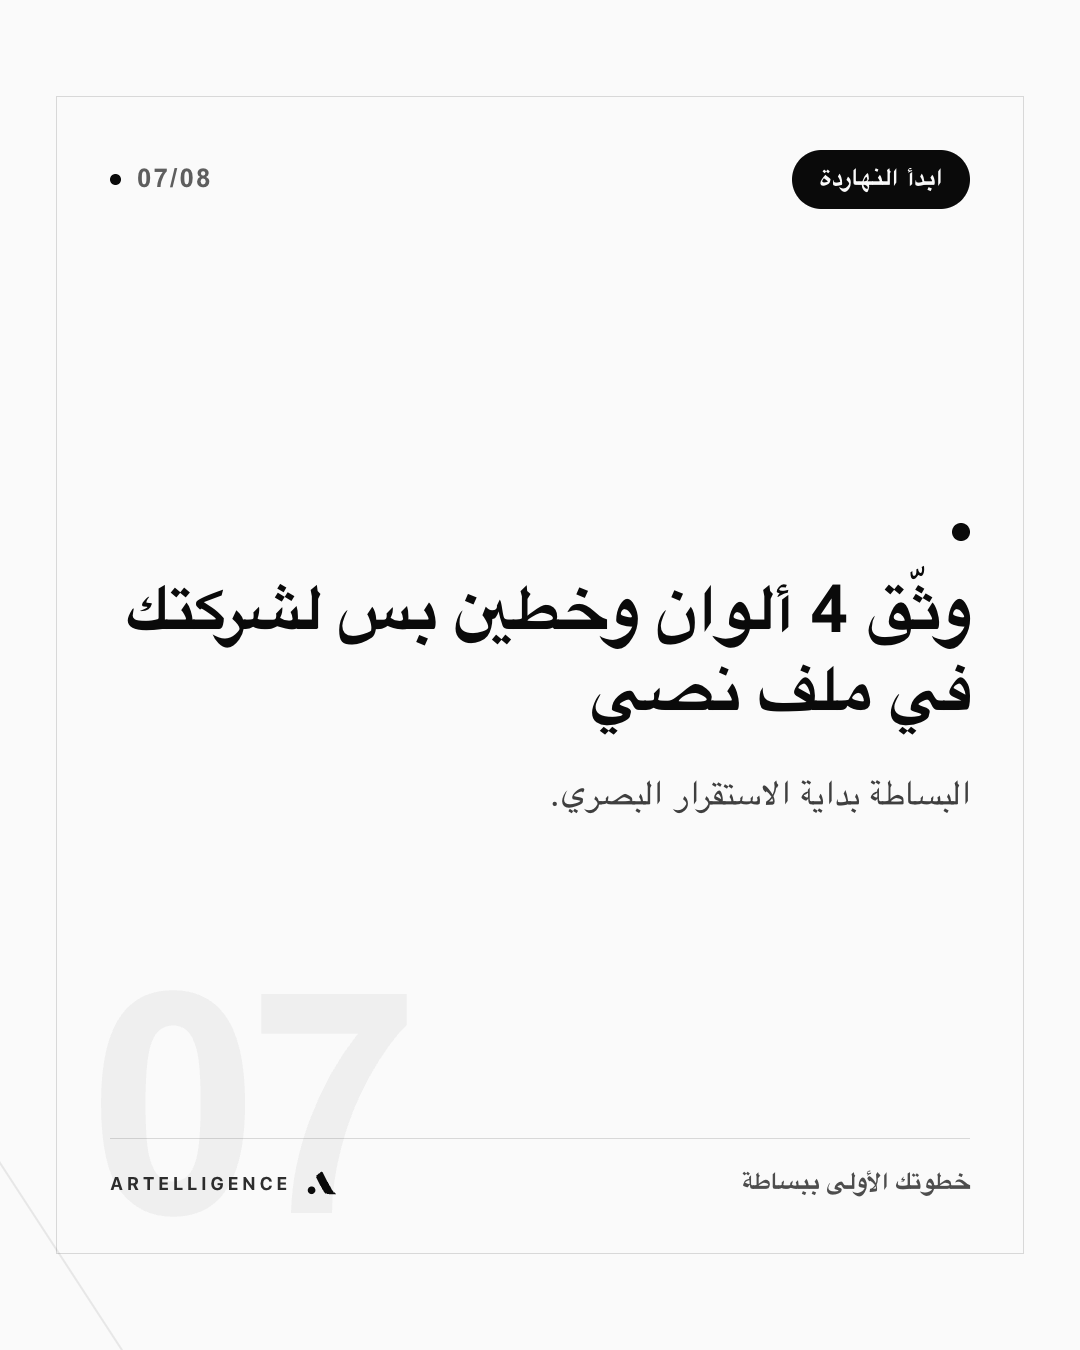 ابدأ النهاردة
07/08
وثّق 4 ألوان وخطين بس لشركتك
في ملف نصي
البساطة بداية الاستقرار البصري.
07
خطوتك الأولى ببساطة
ARTELLIGENCE